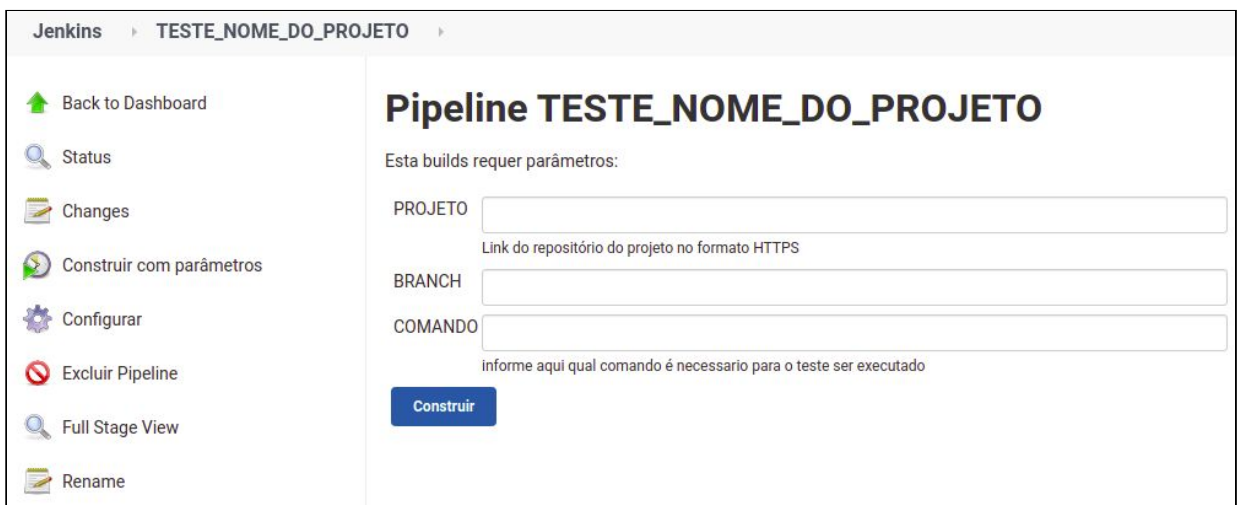 Jenkins TESTE_NOME_DO_PROJETO
Back to Dashboard
Status
Changes
Construir com parâmetros
Configurar
Excluir Pipeline
Full Stage View
Rename
Pipeline TESTE_NOME_DO_PROJETO
Esta builds requer parâmetros:
PROJETO
Link do repositório do projeto no formato HTTPS
BRANCH
COMANDO
informe aqui qual comando é necessario para o teste ser executado
Construir